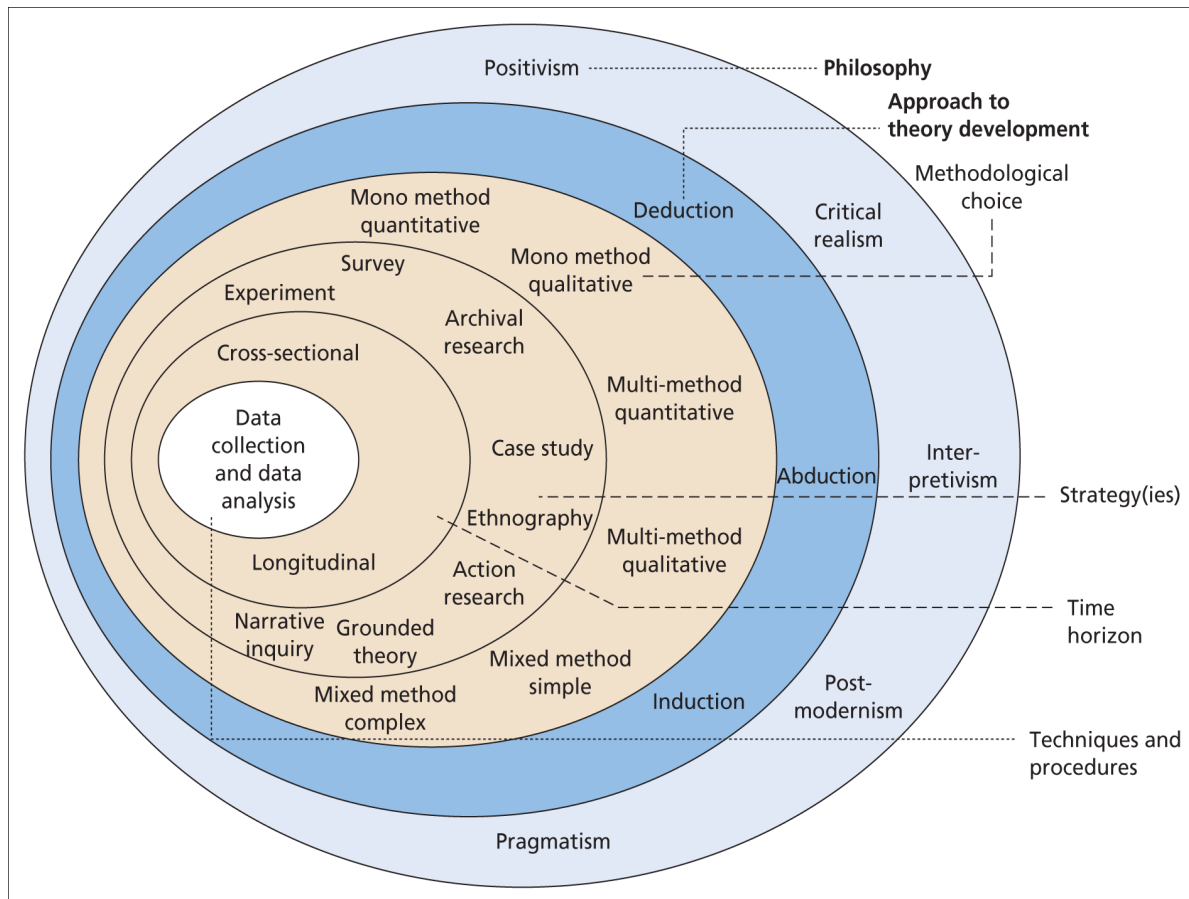 Positivism
Philosophy
Approach to
theory development
Methodological
choice
Mono method
quantitative
Deduction
Critical
realism
Survey
Mono method
qualitative
Experiment
Archival
research
Cross-sectional
Multi-method
quantitative
Data
collection
and data
analysis
Case study
Inter-
pretivism
Abduction
Strategy(ies)
Ethnography
Multi-method
qualitative
Longitudinal
Action
research
Time
horizon
Narrative
inquiry
Grounded
theory
Mixed method
simple
Mixed method
complex
Induction
Post-
modernism
Techniques and
procedures
Pragmatism